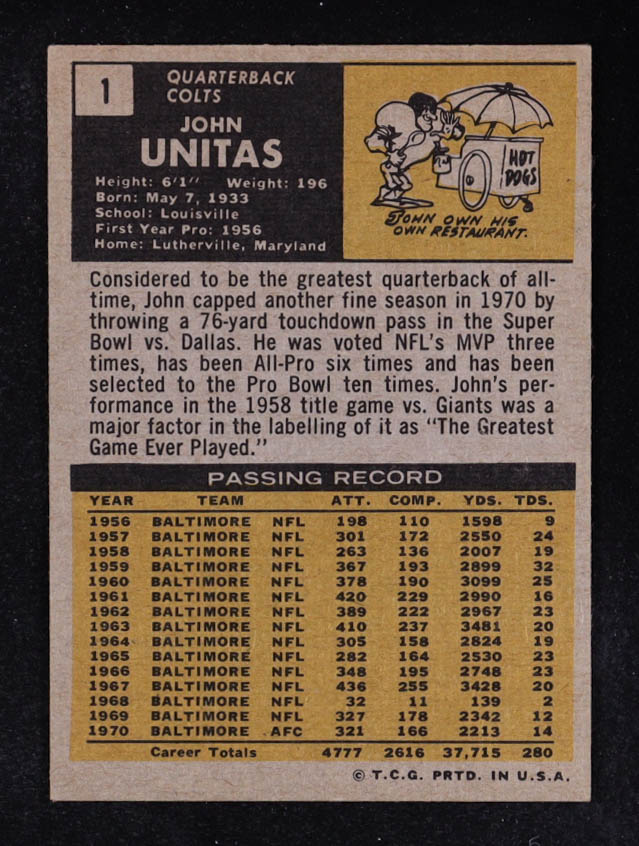 1
QUARTERBACK
COLTS
JOHN
UNITAS
Height: 6'1" Weight: 196
Born: May 7, 1933
School: Louisville
First Year Pro: 1956
Home: Lutherville, Maryland
HOT
DOGS
JOHN OWN HIS
OWN RESTAURANT.
Considered to be the greatest quarterback of all-
time, John capped another fine season in 1970 by
throwing a 76-yard touchdown pass in the Super
Bowl vs. Dallas. He was voted NFL's MVP three
times, has been All-Pro six times and has been
selected to the Pro Bowl ten times. John's per-
formance in the 1958 title game vs. Giants was a
major factor in the labelling of it as "The Greatest
Game Ever Played."
PASSING RECORD
YEAR TEAM ATT. COMP. YDS. TDS.
1956 BALTIMORE NFL 198 110 1598 9
1957 BALTIMORE NFL 301 172 2550 24
1958 BALTIMORE NFL 263 136 2007 19
1959 BALTIMORE NFL 367 193 2899 32
1960 BALTIMORE NFL 378 190 3099 25
1961 BALTIMORE NFL 420 229 2990 16
1962 BALTIMORE NFL 389 222 2967 23
1963 BALTIMORE NFL 410 237 3481 20
1964 BALTIMORE NFL 305 158 2824 19
1965 BALTIMORE NFL 282 164 2530 23
1966 BALTIMORE NFL 348 195 2748 23
1967 BALTIMORE NFL 436 255 3428 20
1968 BALTIMORE NFL 32 11 139 2
1969 BALTIMORE NFL 327 178 2342 12
1970 BALTIMORE AFC 321 166 2213 14
Career Totals 4777 2616 37,715 280
© T.C.G. PRTD. IN U.S.A.